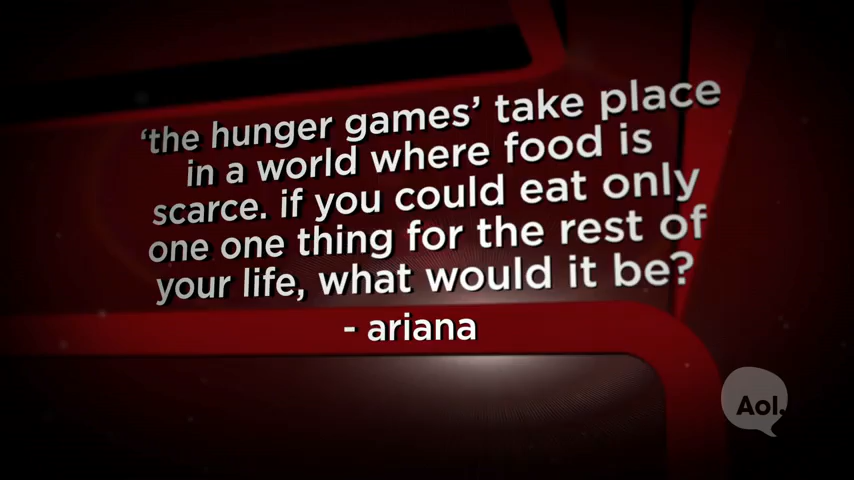 ‘the hunger games’ take place
in a world where food is
scarce. if you could eat only
one one thing for the rest of
your life, what would it be?
- ariana
Aol.